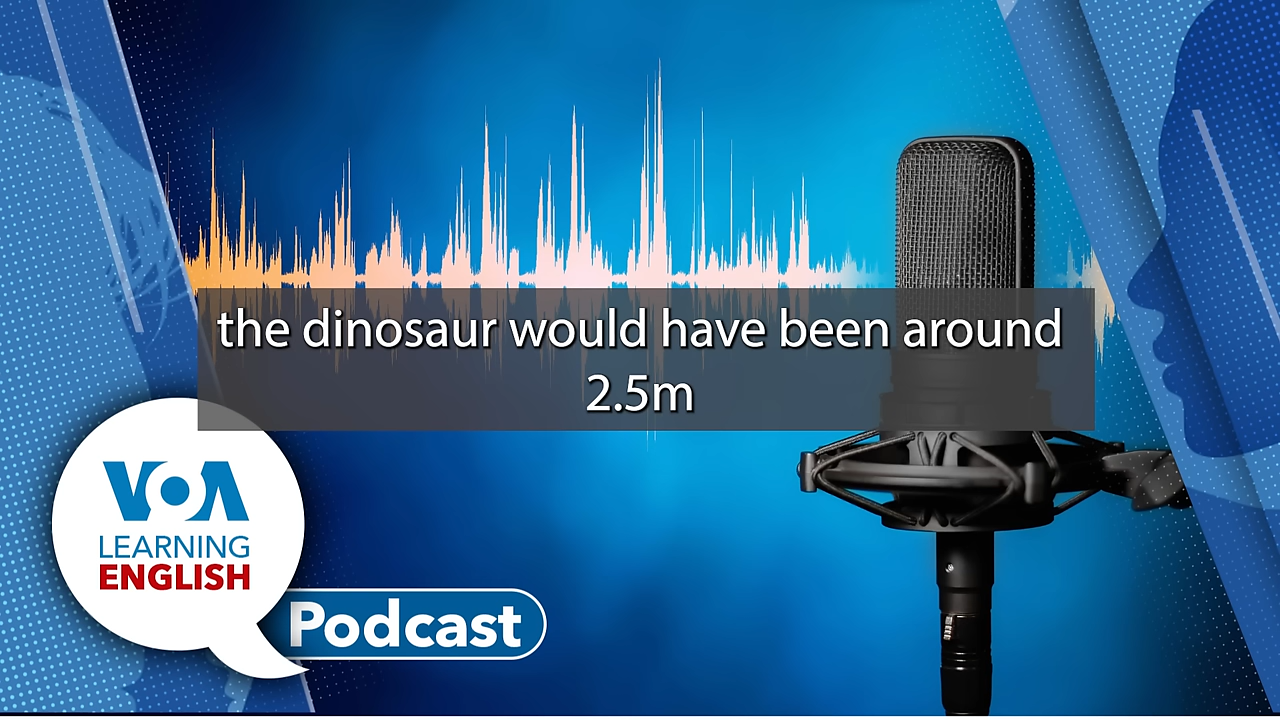 the dinosaur would have been around
2.5m
VOA
LEARNING
ENGLISH
Podcast